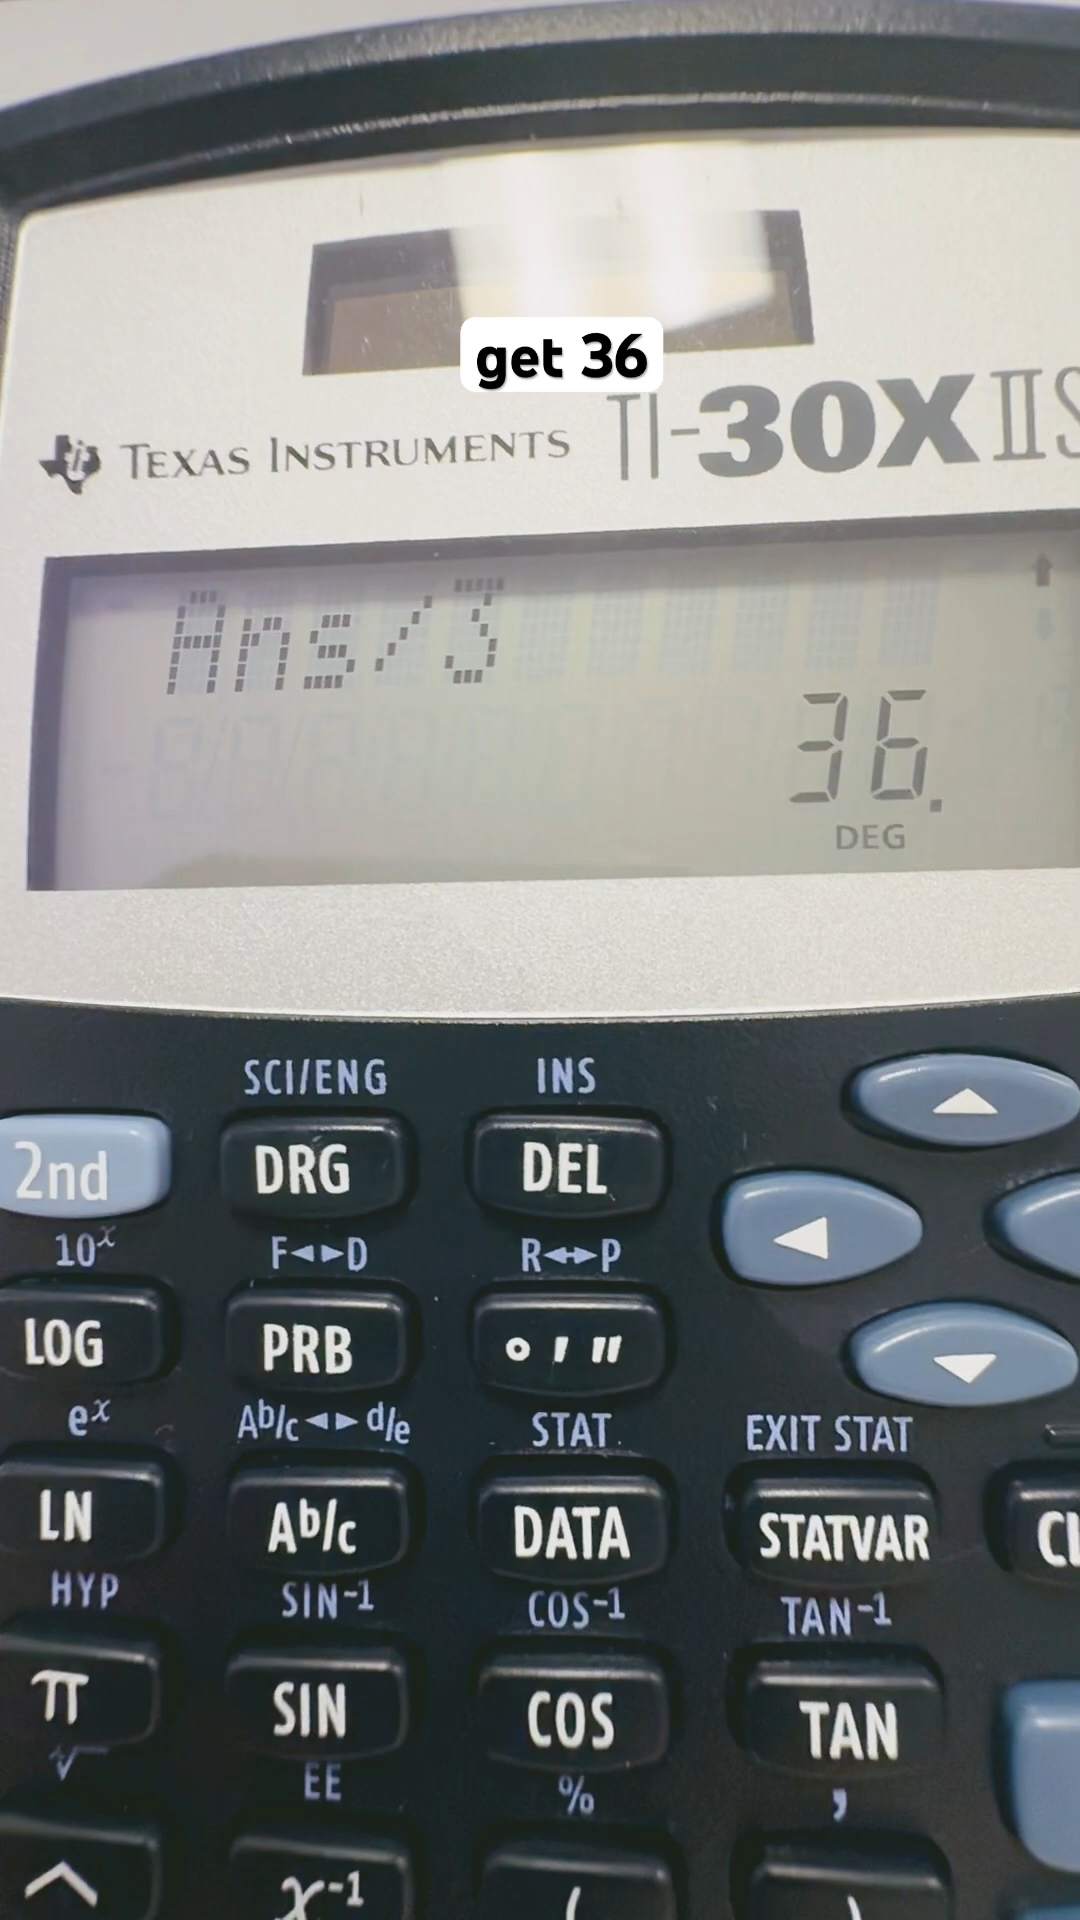 get 36
TEXAS INSTRUMENTS TI-30X IIS
Ans/3
36.
DEG
SCI/ENG INS
2nd DRG DEL
10ˣ F◄►D R◄►P
LOG PRB ° ' "
eˣ Ab/c◄►d/e STAT EXIT STAT
LN Ab/c DATA STATVAR
HYP SIN⁻¹ COS⁻¹ TAN⁻¹
π SIN COS TAN
√ EE % ,
^ x⁻¹ ( )